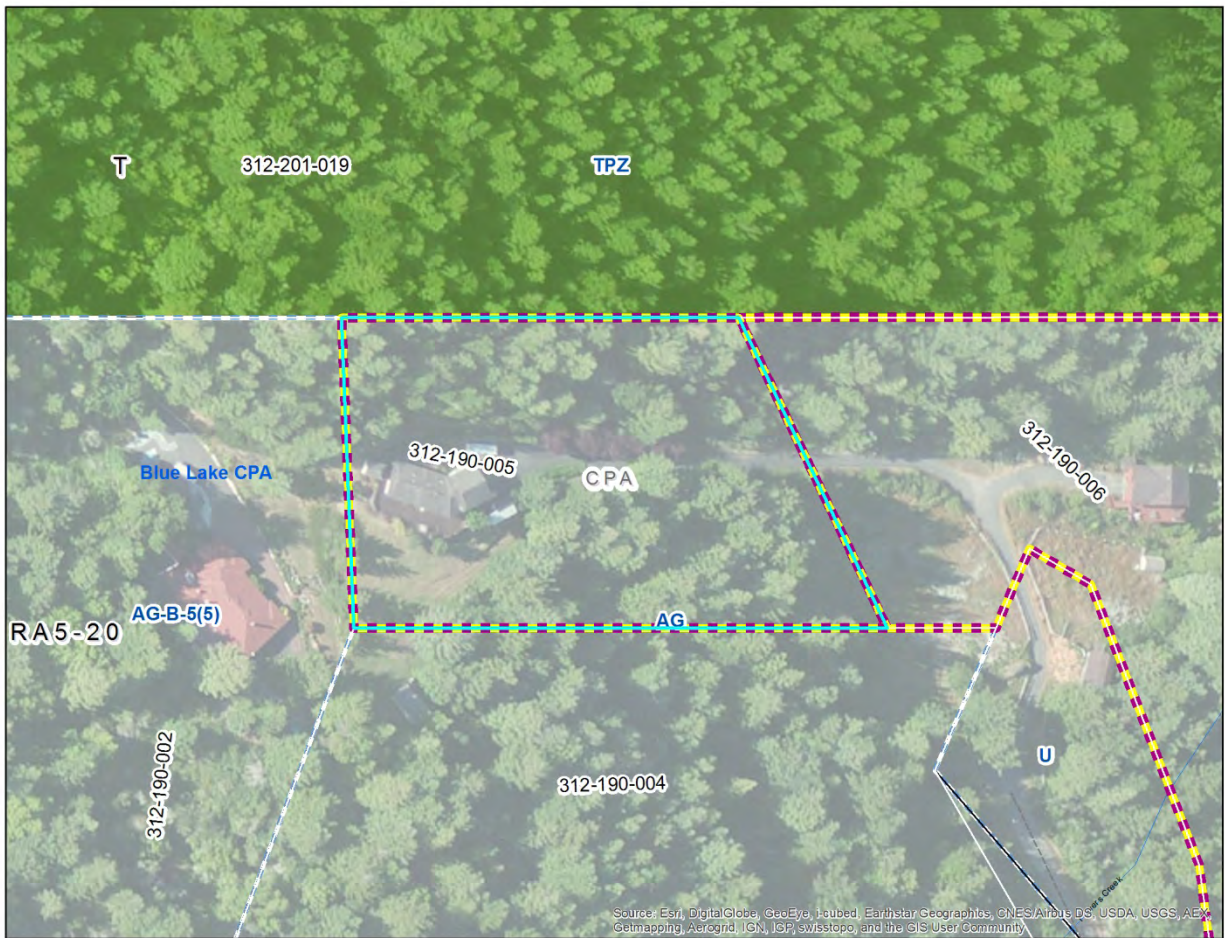 T
312-201-019
TPZ
312-190-005
CPA
312-190-006
Blue Lake CPA
AG-B-5(5)
AG
RA5-20
312-190-002
312-190-004
U
Creek
Source: Esri, DigitalGlobe, GeoEye, i-cubed, Earthstar Geographics, CNES/Airbus DS, USDA, USGS, AEX,
Getmapping, Aerogrid, IGN, IGP, swisstopo, and the GIS User Community